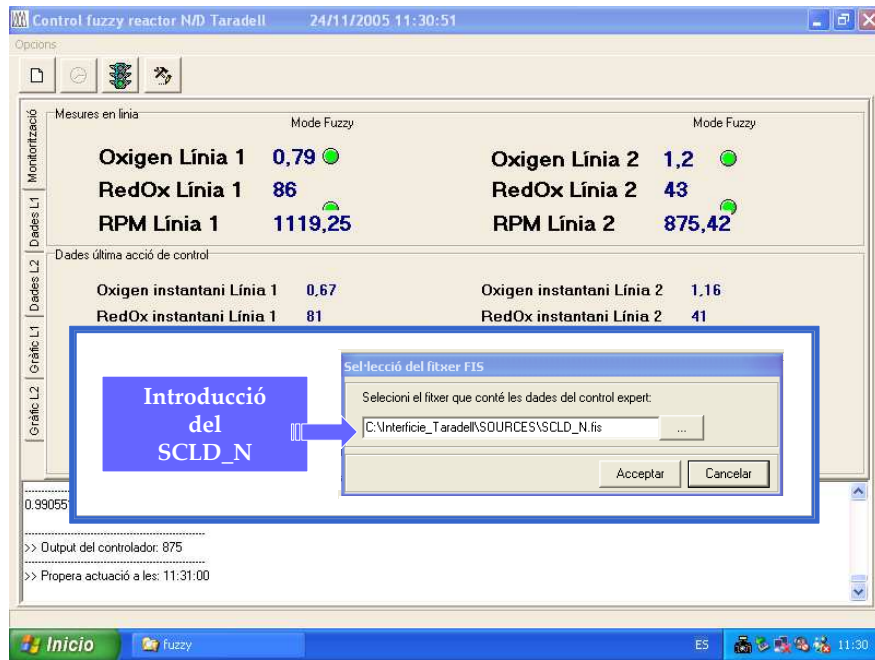 Control fuzzy reactor N/D Taradell 24/11/2005 11:30:51
Opcions
Monitorització
Dades L1
Dades L2
Gràfic L1
Gràfic L2
Mesures en linia
Mode Fuzzy
Mode Fuzzy
Oxigen Línia 1 0,79
Oxigen Línia 2 1,2
RedOx Línia 1 86
RedOx Línia 2 43
RPM Línia 1 1119,25
RPM Línia 2 875,42
Dades última acció de control
Oxigen instantani Línia 1 0,67
Oxigen instantani Línia 2 1,16
RedOx instantani Línia 1 81
RedOx instantani Línia 2 41
Introducció
del
SCLD_N
Sel·lecció del fitxer FIS
Selecioni el fitxer que conté les dades del control expert:
C:\Interficie_Taradell\SOURCES\SCLD_N.fis
...
Acceptar
Cancelar
>> Output del controlador: 875
>> Propera actuació a les: 11:31:00
Inicio
fuzzy
ES
11:30